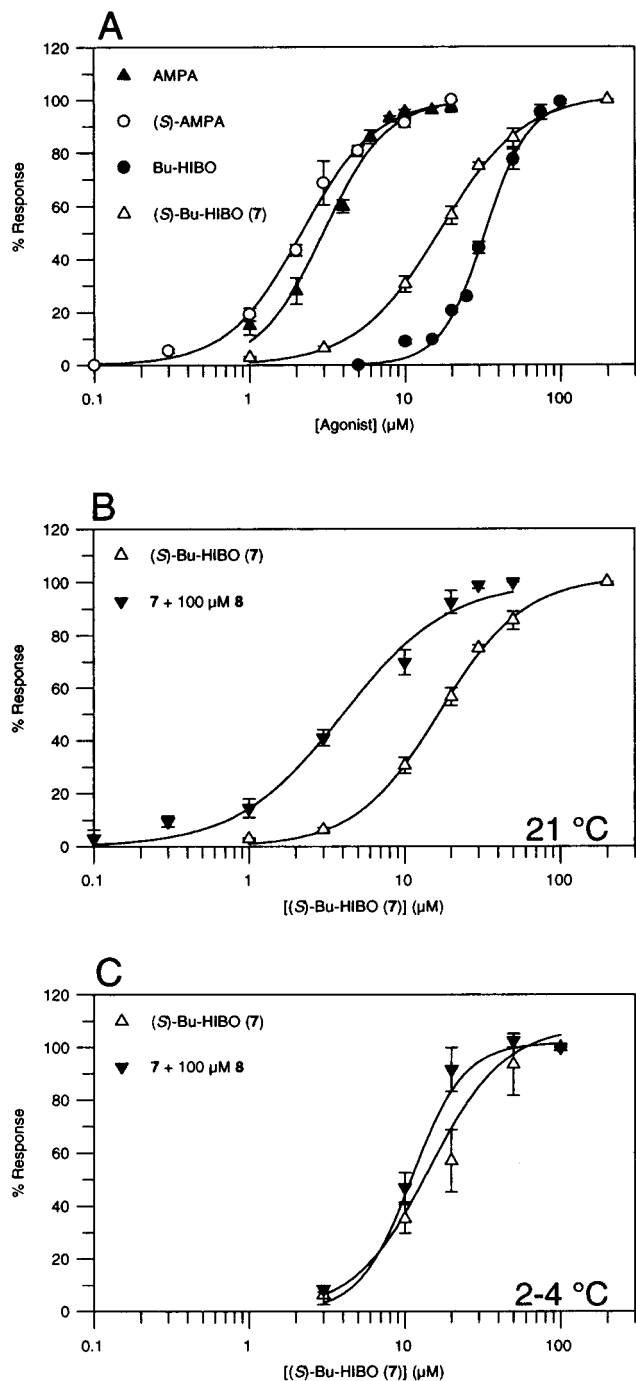 A
120
100
80
60
40
20
0
% Response
AMPA
(S)-AMPA
Bu-HIBO
(S)-Bu-HIBO (7)
0.1 1 10 100
[Agonist] (µM)
B
120
100
80
60
40
20
0
% Response
(S)-Bu-HIBO (7)
7 + 100 µM 8
21 °C
0.1 1 10 100
[(S)-Bu-HIBO (7)] (µM)
C
120
100
80
60
40
20
0
% Response
(S)-Bu-HIBO (7)
7 + 100 µM 8
2-4 °C
0.1 1 10 100
[(S)-Bu-HIBO (7)] (µM)